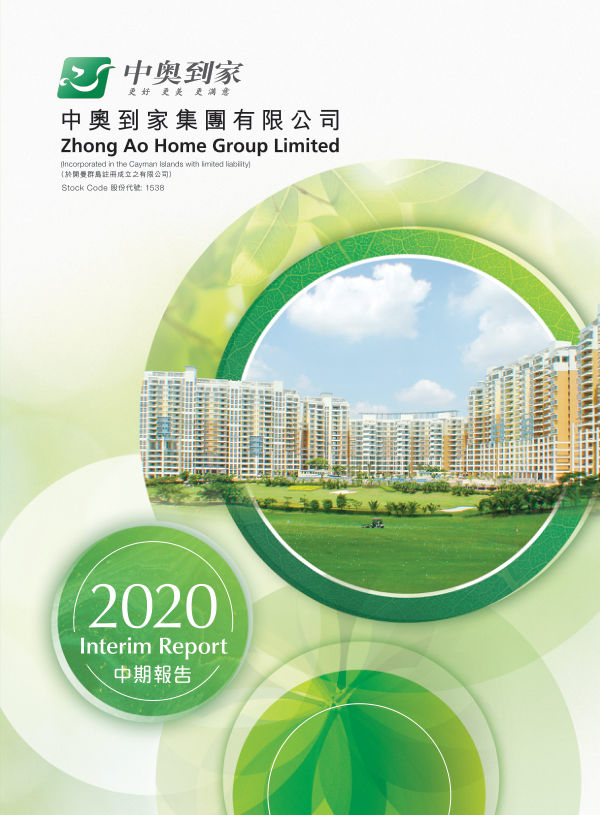 中奥到家
更好 更美 更满意
中奧到家集團有限公司
Zhong Ao Home Group Limited
(Incorporated in the Cayman Islands with limited liability)
(於開曼群島註冊成立之有限公司)
Stock Code 股份代號: 1538
2020
Interim Report
中期報告